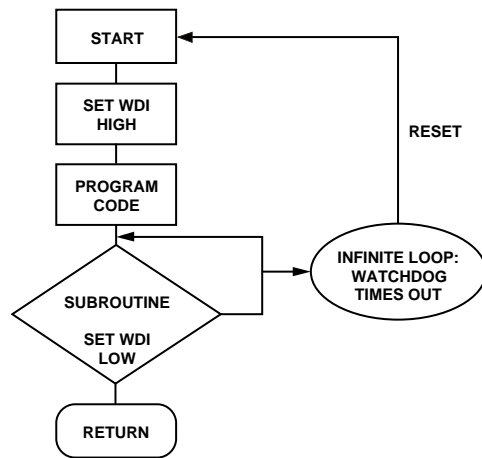 START
SET WDI
HIGH
RESET
PROGRAM
CODE
INFINITE LOOP:
WATCHDOG
TIMES OUT
SUBROUTINE
SET WDI
LOW
RETURN